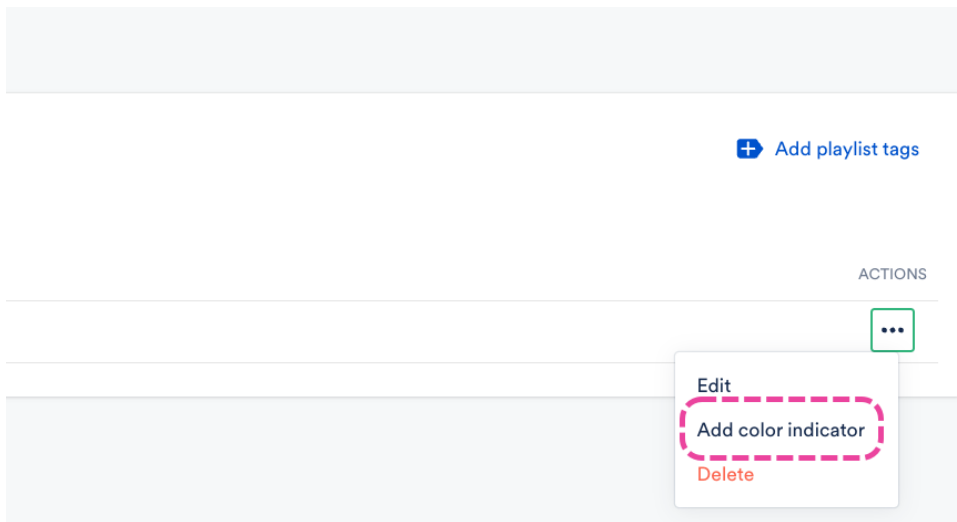 Add playlist tags
ACTIONS
Edit
Add color indicator
Delete